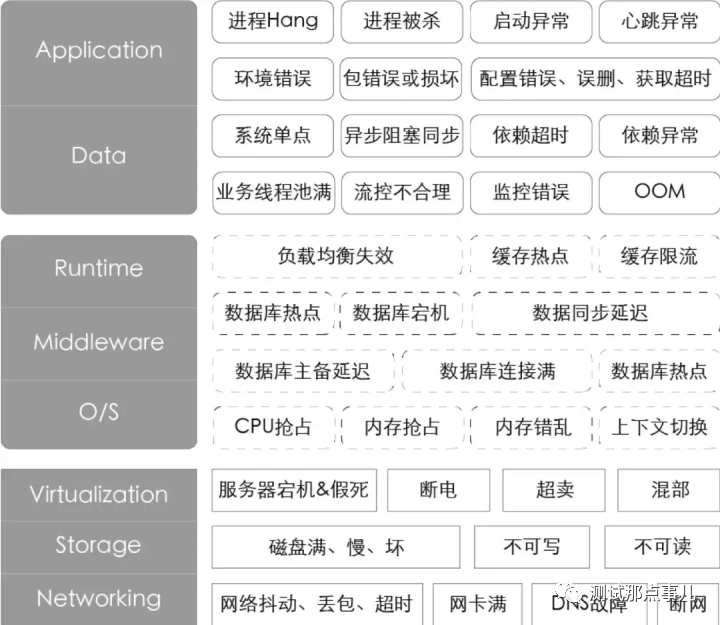 Application
进程Hang 进程被杀 启动异常 心跳异常
环境错误 包错误或损坏 配置错误、误删、获取超时
Data
系统单点 异步阻塞同步 依赖超时 依赖异常
业务线程池满 流控不合理 监控错误 OOM
Runtime
负载均衡失效 缓存热点 缓存限流
数据库热点 数据库宕机 数据同步延迟
Middleware
数据库主备延迟 数据库连接满 数据库热点
O/S
CPU抢占 内存抢占 内存错乱 上下文切换
Virtualization
服务器宕机&假死 断电 超卖 混部
Storage
磁盘满、慢、坏 不可写 不可读
Networking
网络抖动、丢包、超时 网卡满 DNS故障 断网
测试那点事儿